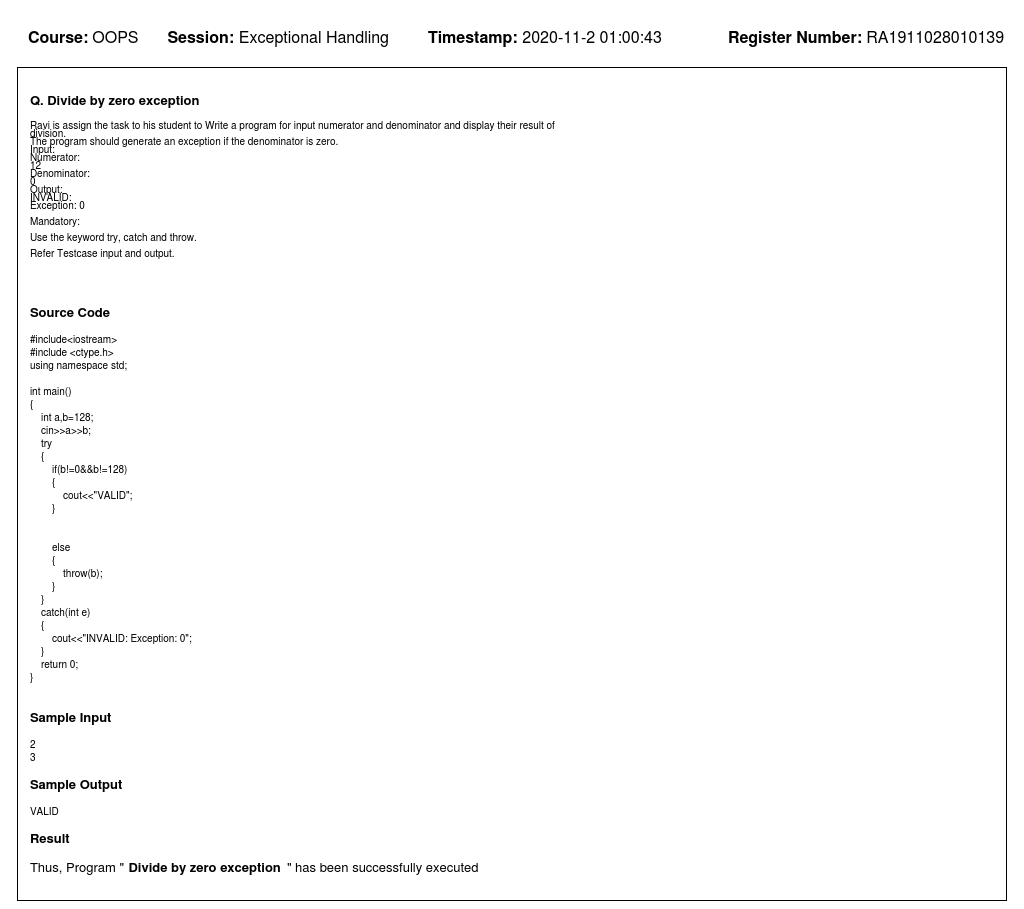 Course: OOPS Session: Exceptional Handling Timestamp: 2020-11-2 01:00:43 Register Number: RA1911028010139
Q. Divide by zero exception
Ravi is assign the task to his student to Write a program for input numerator and denominator and display their result of
division.
The program should generate an exception if the denominator is zero.
Input:
Numerator:
12
Denominator:
0
Output:
INVALID:
Exception: 0
Mandatory:
Use the keyword try, catch and throw.
Refer Testcase input and output.
Source Code
#include<iostream>
#include <ctype.h>
using namespace std;
int main()
{
int a,b=128;
cin>>a>>b;
try
{
if(b!=0&&b!=128)
{
cout<<"VALID";
}
else
{
throw(b);
}
}
catch(int e)
{
cout<<"INVALID: Exception: 0";
}
return 0;
}
Sample Input
2
3
Sample Output
VALID
Result
Thus, Program " Divide by zero exception " has been successfully executed